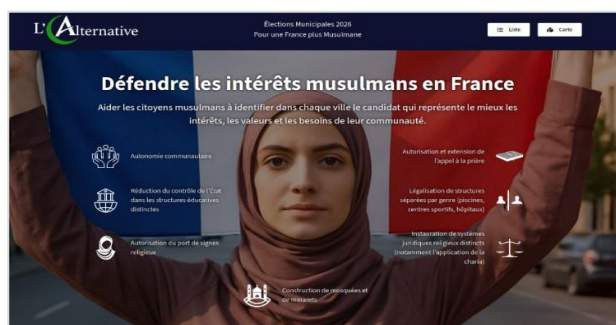 L'Alternative
Élections Municipales 2026
Pour une France plus Musulmane
Liste
Carte
Défendre les intérêts musulmans en France
Aider les citoyens musulmans à identifier dans chaque ville le candidat qui représente le mieux les
intérêts, les valeurs et les besoins de leur communauté.
Autonomie communautaire
Réduction du contrôle de l'État
dans les structures éducatives
distinctes
Autorisation du port de signes
religieux
Construction de mosquées et
de minarets
Autorisation et extension de
l'appel à la prière
Légalisation de structures
séparées par genre (piscines,
centres sportifs, hôpitaux)
Instauration de systèmes
juridiques religieux distincts
(notamment l'application de la
charia)